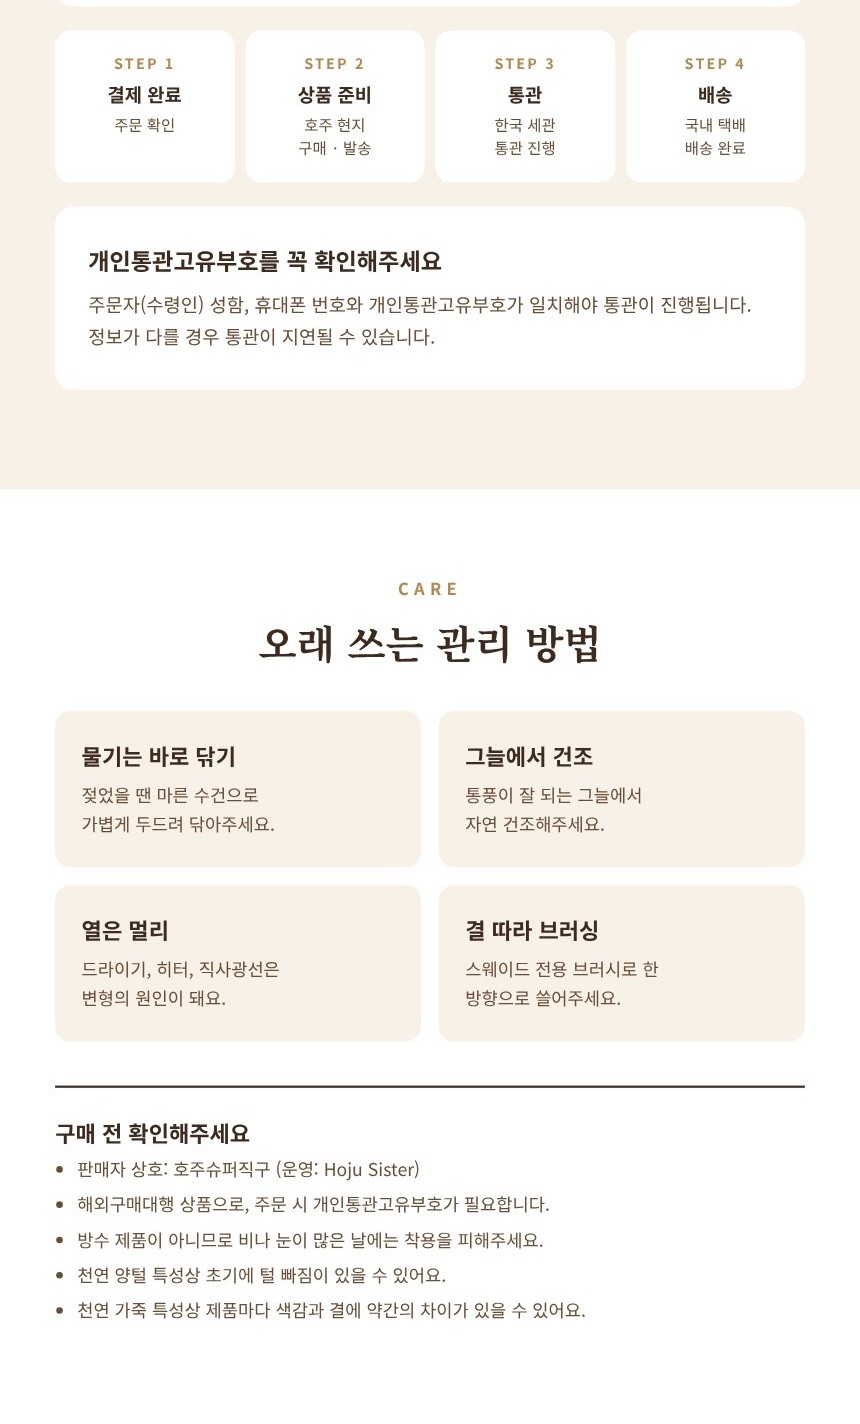 STEP 1
결제 완료
주문 확인
STEP 2
상품 준비
호주 현지
구매 · 발송
STEP 3
통관
한국 세관
통관 진행
STEP 4
배송
국내 택배
배송 완료
개인통관고유부호를 꼭 확인해주세요
주문자(수령인) 성함, 휴대폰 번호와 개인통관고유부호가 일치해야 통관이 진행됩니다.
정보가 다를 경우 통관이 지연될 수 있습니다.
CARE
오래 쓰는 관리 방법
물기는 바로 닦기
젖었을 땐 마른 수건으로
가볍게 두드려 닦아주세요.
그늘에서 건조
통풍이 잘 되는 그늘에서
자연 건조해주세요.
열은 멀리
드라이기, 히터, 직사광선은
변형의 원인이 돼요.
결 따라 브러싱
스웨이드 전용 브러시로 한
방향으로 쓸어주세요.
구매 전 확인해주세요
• 판매자 상호: 호주슈퍼직구 (운영: Hoju Sister)
• 해외구매대행 상품으로, 주문 시 개인통관고유부호가 필요합니다.
• 방수 제품이 아니므로 비나 눈이 많은 날에는 착용을 피해주세요.
• 천연 양털 특성상 초기에 털 빠짐이 있을 수 있어요.
• 천연 가죽 특성상 제품마다 색감과 결에 약간의 차이가 있을 수 있어요.